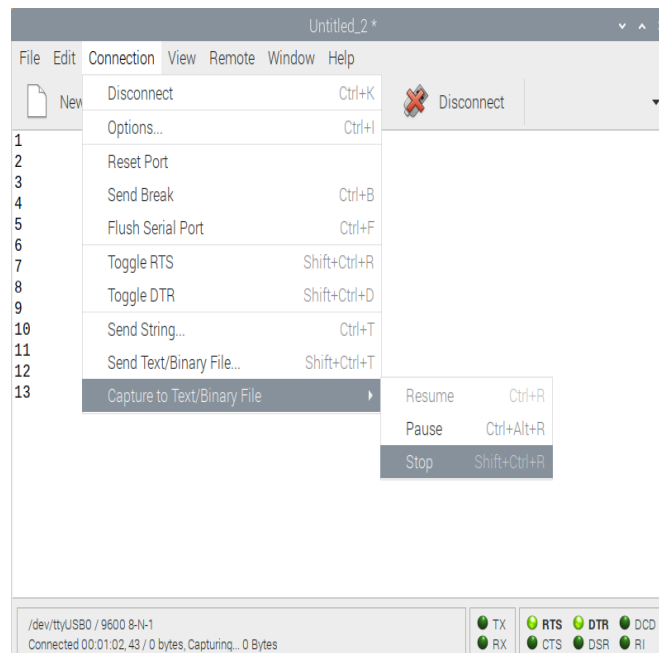 Untitled_2 *
File Edit Connection View Remote Window Help
New
Disconnect Ctrl+K
Disconnect
Options... Ctrl+I
Reset Port
Send Break Ctrl+B
Flush Serial Port Ctrl+F
Toggle RTS Shift+Ctrl+R
Toggle DTR Shift+Ctrl+D
Send String... Ctrl+T
Send Text/Binary File... Shift+Ctrl+T
Capture to Text/Binary File
Resume Ctrl+R
Pause Ctrl+Alt+R
Stop Shift+Ctrl+R
1
2
3
4
5
6
7
8
9
10
11
12
13
/dev/ttyUSB0 / 9600 8-N-1
Connected 00:01:02, 43 / 0 bytes, Capturing... 0 Bytes
TX RTS DTR DCD
RX CTS DSR RI